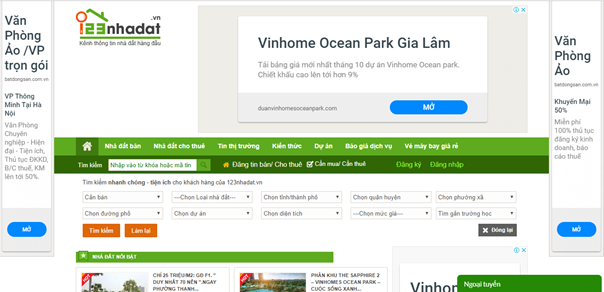 Văn
Phòng
Ảo /VP
trọn gói
batdongsan.com.vn
VP Thông
Minh Tại Hà
Nội
Văn Phòng
Chuyên
nghiệp - Hiện
đại - Tiện ích,
Thủ tục ĐKKD,
B/C thuế, KM
lên tới 50%.
MỞ
123nhadat.vn
Kênh thông tin nhà đất hàng đầu
Vinhome Ocean Park Gia Lâm
Tải bảng giá mới nhất tháng 10 dự án Vinhome Ocean park.
Chiết khấu cao lên tới hơn 9%
duanvinhomesoceanpark.com
MỞ
Văn
Phòng
Ảo
batdongsan.com.vn
Khuyến Mại
50%
Miễn phí
100% thủ tục
đăng ký kinh
doanh, báo
cáo thuế
MỞ
Nhà đất bán
Nhà đất cho thuê
Tin thị trường
Kiến thức
Dự án
Báo giá dịch vụ
Vé máy bay giá rẻ
Tìm kiếm
Nhập vào từ khóa hoặc mã tin
Đăng tin bán/ Cho thuê
Cần mua/ Cần thuê
Đăng ký
Đăng nhập
Tìm kiếm nhanh chóng - tiện ích cho khách hàng của 123nhadat.vn
Cần bán
---Chọn Loại nhà đất---
Chọn tỉnh/thành phố
Chọn quận huyện
Chọn phường xã
Chọn đường phố
Chọn dự án
Chọn diện tích
---Chọn mức giá---
Tìm gần trường học
Tìm kiếm
Làm lại
Đóng lại
NHÀ ĐẤT NỔI BẬT
CHỈ 25 TRIỆU/M2: GD F1. "
DUY NHẤT 70 NỀN ".NGAY
PHƯỜNG THẠNH...
PHÂN KHU THE SAPPHIRE 2
– VINHOMES OCEAN PARK –
CUỘC SỐNG XANH...
Vinhome
Ngoại tuyến